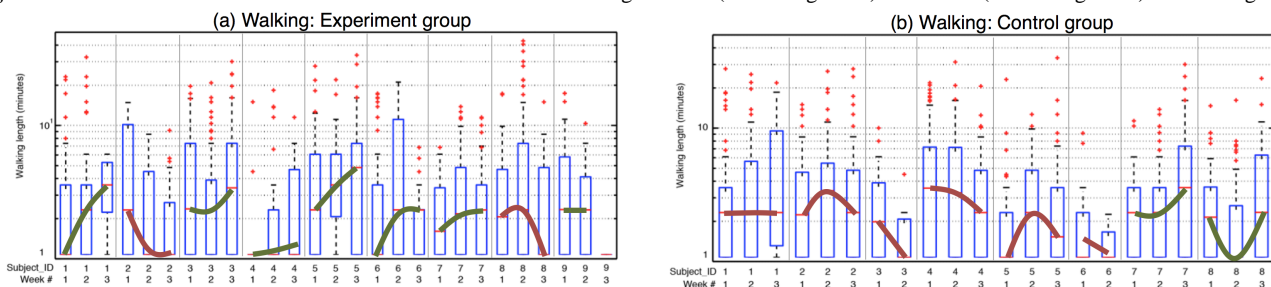 (a) Walking: Experiment group
Walking length (minutes)
10¹
1
Subject_ID 1 1 1 2 2 2 3 3 3 4 4 4 5 5 5 6 6 6 7 7 7 8 8 8 9 9 9
Week # 1 2 3 1 2 3 1 2 3 1 2 3 1 2 3 1 2 3 1 2 3 1 2 3 1 2 3
(b) Walking: Control group
Walking length (minutes)
10
1
Subject_ID 1 1 1 2 2 2 3 3 4 4 4 5 5 5 6 6 7 7 7 8 8 8
Week # 1 2 3 1 2 3 1 2 1 2 3 1 2 3 1 2 1 2 3 1 2 3